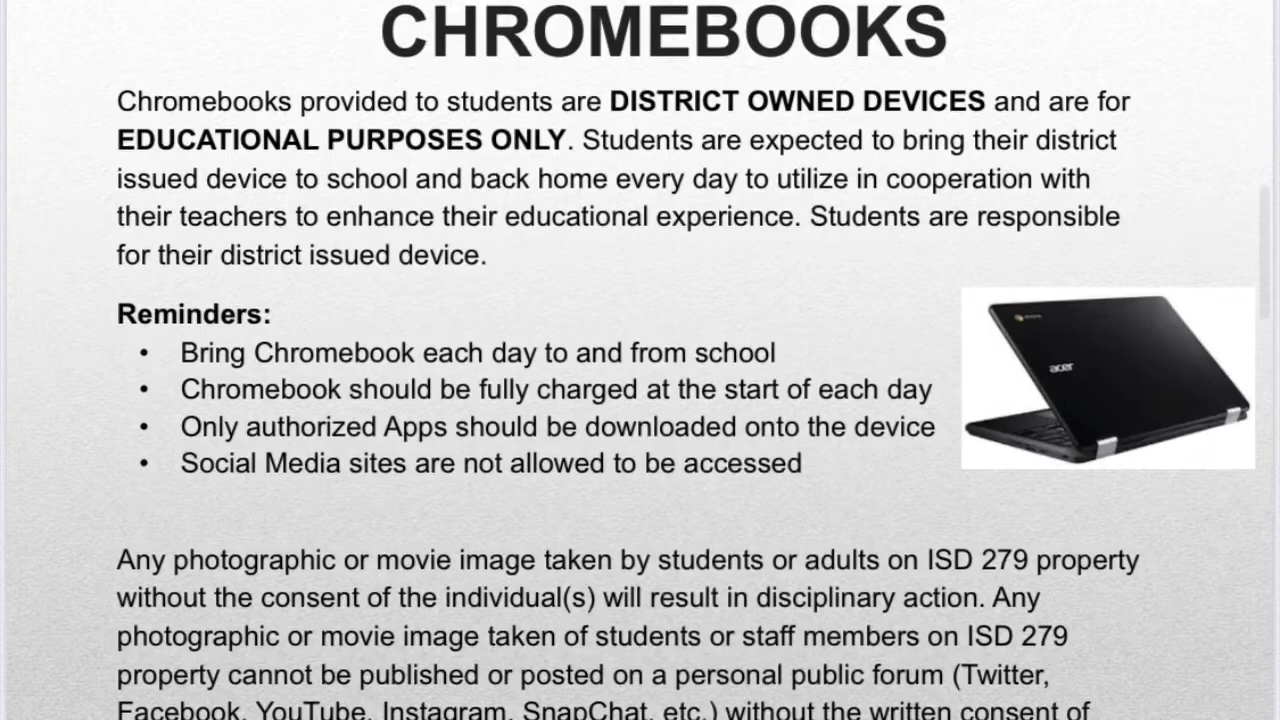 CHROMEBOOKS
Chromebooks provided to students are DISTRICT OWNED DEVICES and are for
EDUCATIONAL PURPOSES ONLY. Students are expected to bring their district
issued device to school and back home every day to utilize in cooperation with
their teachers to enhance their educational experience. Students are responsible
for their district issued device.
Reminders:
• Bring Chromebook each day to and from school
• Chromebook should be fully charged at the start of each day
• Only authorized Apps should be downloaded onto the device
• Social Media sites are not allowed to be accessed
acer
Any photographic or movie image taken by students or adults on ISD 279 property
without the consent of the individual(s) will result in disciplinary action. Any
photographic or movie image taken of students or staff members on ISD 279
property cannot be published or posted on a personal public forum (Twitter,
Facebook, YouTube, Instagram, SnapChat, etc.) without the written consent of